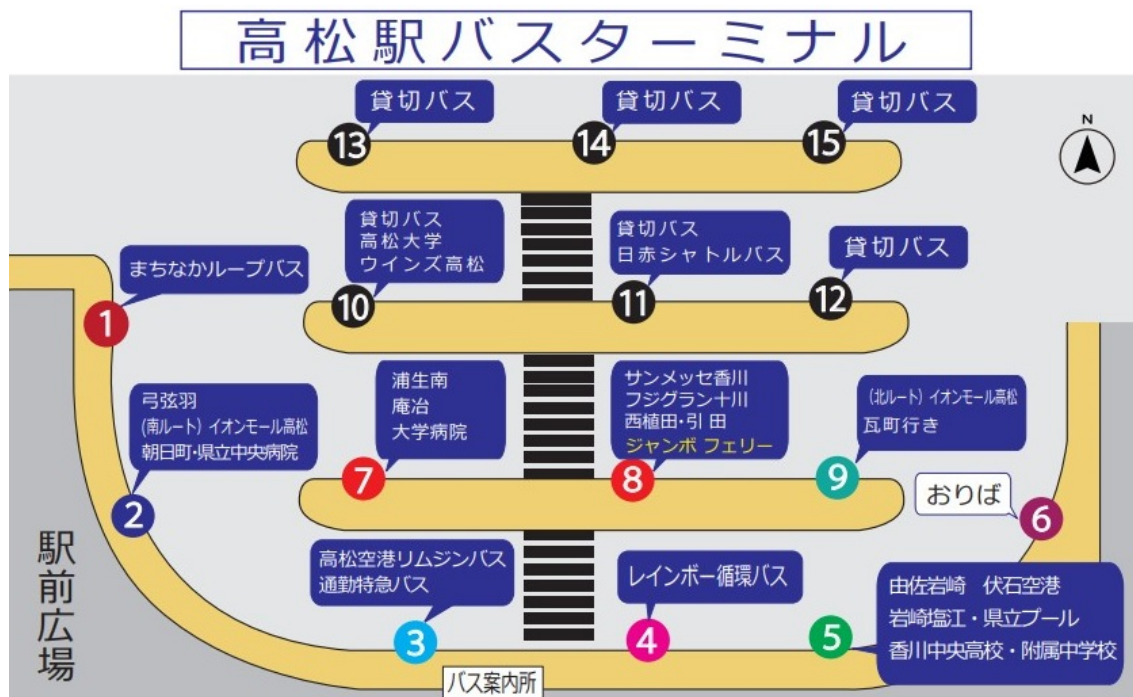 高松駅バスターミナル
貸切バス
13
貸切バス
14
貸切バス
15
N
貸切バス
高松大学
ウインズ高松
10
貸切バス
日赤シャトルバス
11
貸切バス
12
まちなかループバス
1
弓弦羽
(南ルート) イオンモール高松
朝日町・県立中央病院
2
浦生南
庵冶
大学病院
7
サンメッセ香川
フジグラン十川
西植田・引田
ジャンボ フェリー
8
(北ルート) イオンモール高松
瓦町行き
9
おりば
6
駅前広場
高松空港リムジンバス
通勤特急バス
3
レインボー循環バス
4
由佐岩崎 伏石空港
岩崎塩江・県立プール
香川中央高校・附属中学校
5
バス案内所